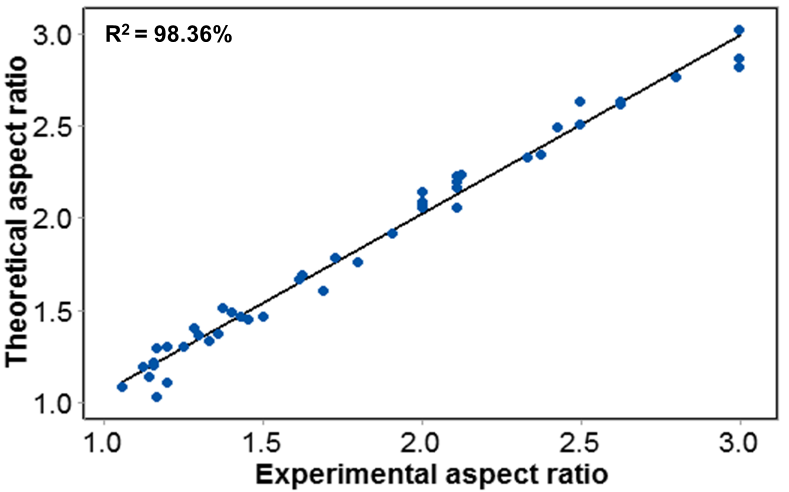 R² = 98.36%
Theoretical aspect ratio
3.0
2.5
2.0
1.5
1.0
1.0 1.5 2.0 2.5 3.0
Experimental aspect ratio